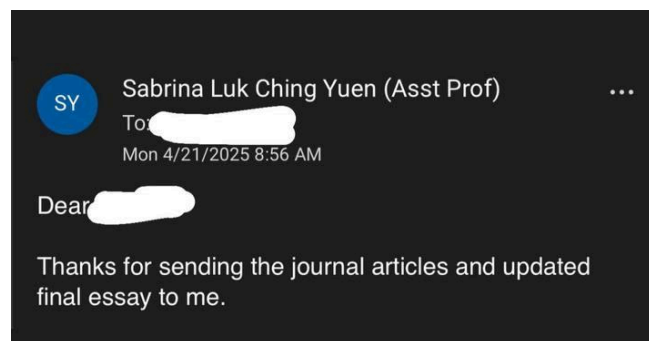 SY
Sabrina Luk Ching Yuen (Asst Prof)
To:
Mon 4/21/2025 8:56 AM
Dear
Thanks for sending the journal articles and updated
final essay to me.